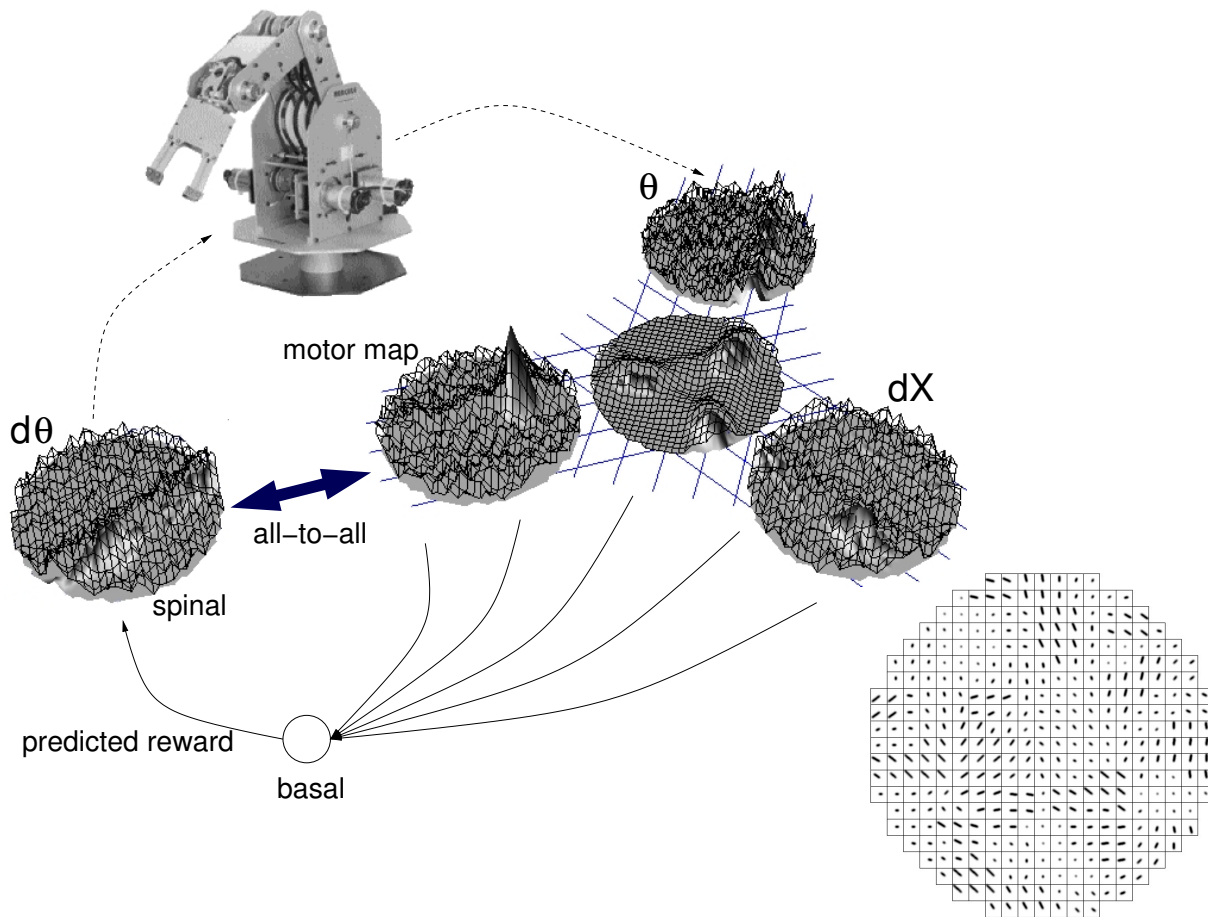 θ
motor map
dX
dθ
all−to−all
spinal
predicted reward
basal